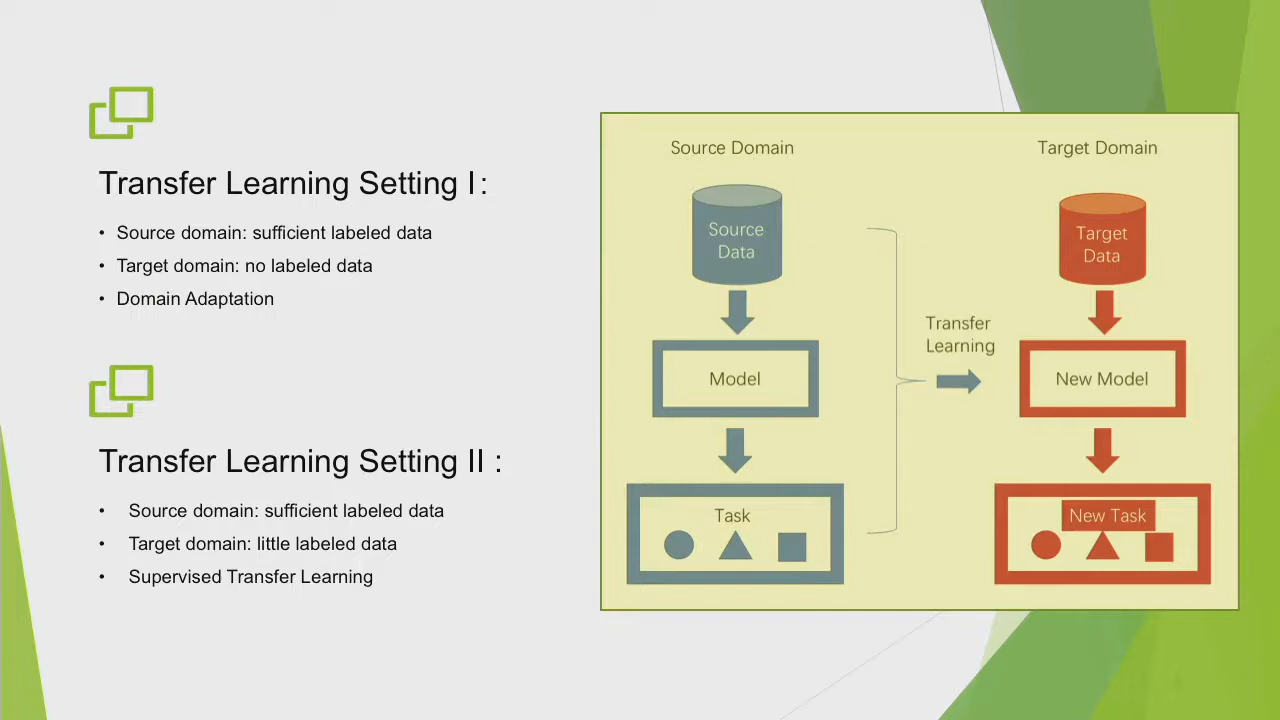 Transfer Learning Setting I:
• Source domain: sufficient labeled data
• Target domain: no labeled data
• Domain Adaptation
Transfer Learning Setting II :
• Source domain: sufficient labeled data
• Target domain: little labeled data
• Supervised Transfer Learning
Source Domain
Target Domain
Source
Data
Target
Data
Transfer
Learning
Model
New Model
Task
New Task